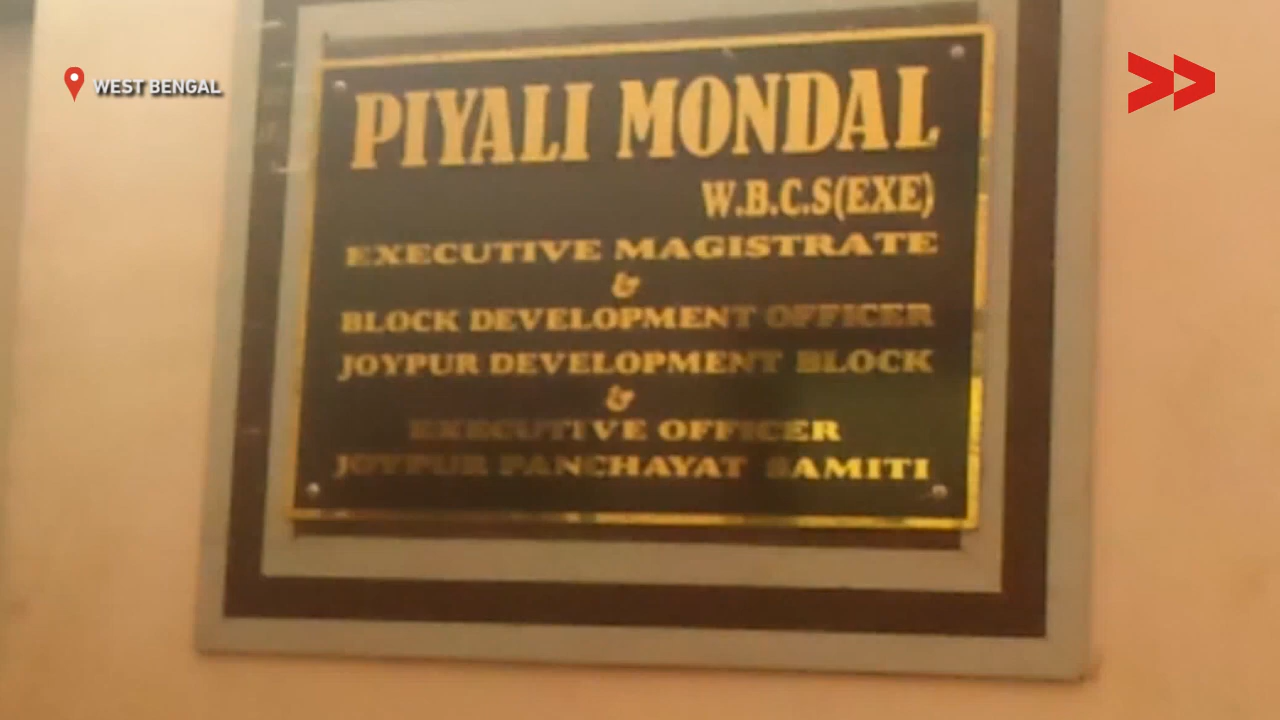 WEST BENGAL
PIYALI MONDAL
W.B.C.S(EXE)
EXECUTIVE MAGISTRATE
&
BLOCK DEVELOPMENT OFFICER
JOYPUR DEVELOPMENT BLOCK
&
EXECUTIVE OFFICER
JOYPUR PANCHAYAT SAMITI